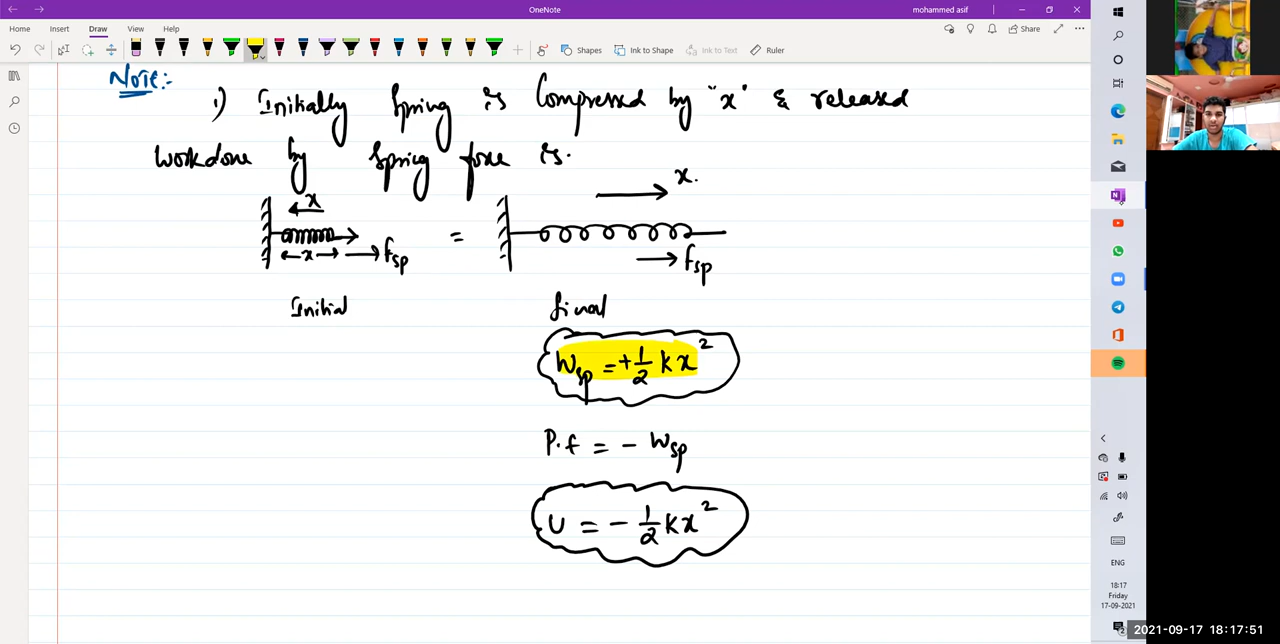 OneNote
mohammed asif
Home Insert Draw View Help
Share
Shapes Ink to Shape Ink to Text Ruler
Note:-
1) Initially Spring is Compressed by "x" & released
workdone by Spring force is.
x
x
fsp
Initial
=
x.
fsp
final
Wsp = +1/2 kx²
P.f = - Wsp
U = - 1/2 kx²
ENG
18:17
Friday
17-09-2021
2021-09-17 18:17:51